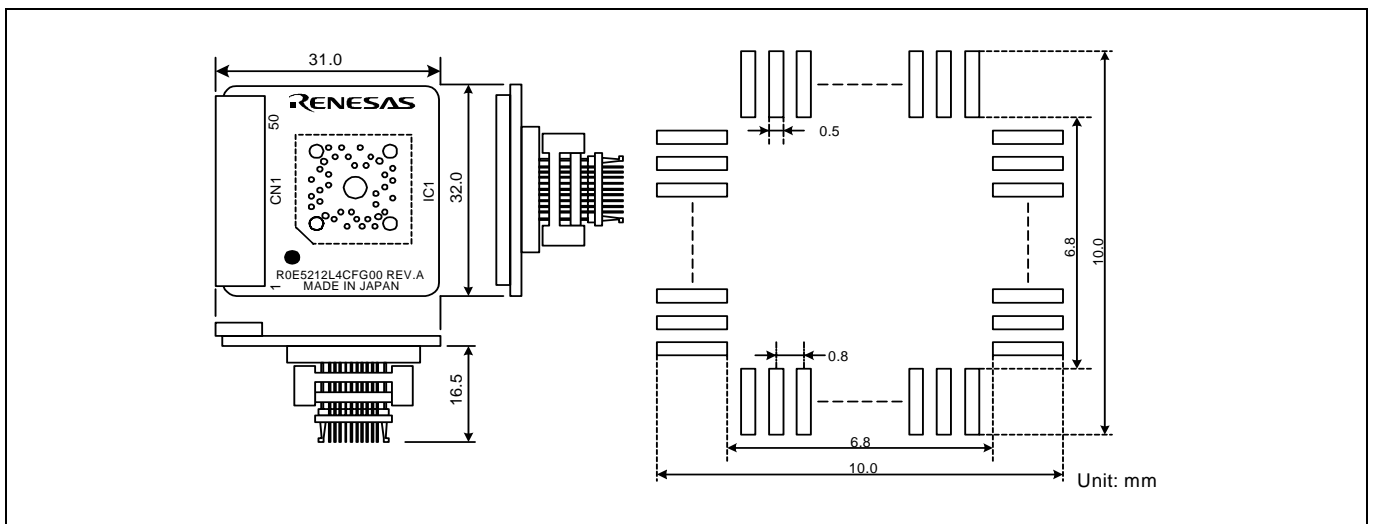 31.0
RENESAS
50
CN1
IC1
1
R0E5212L4CFG00 REV.A
MADE IN JAPAN
32.0
16.5
0.5
6.8
10.0
0.8
6.8
10.0
Unit: mm